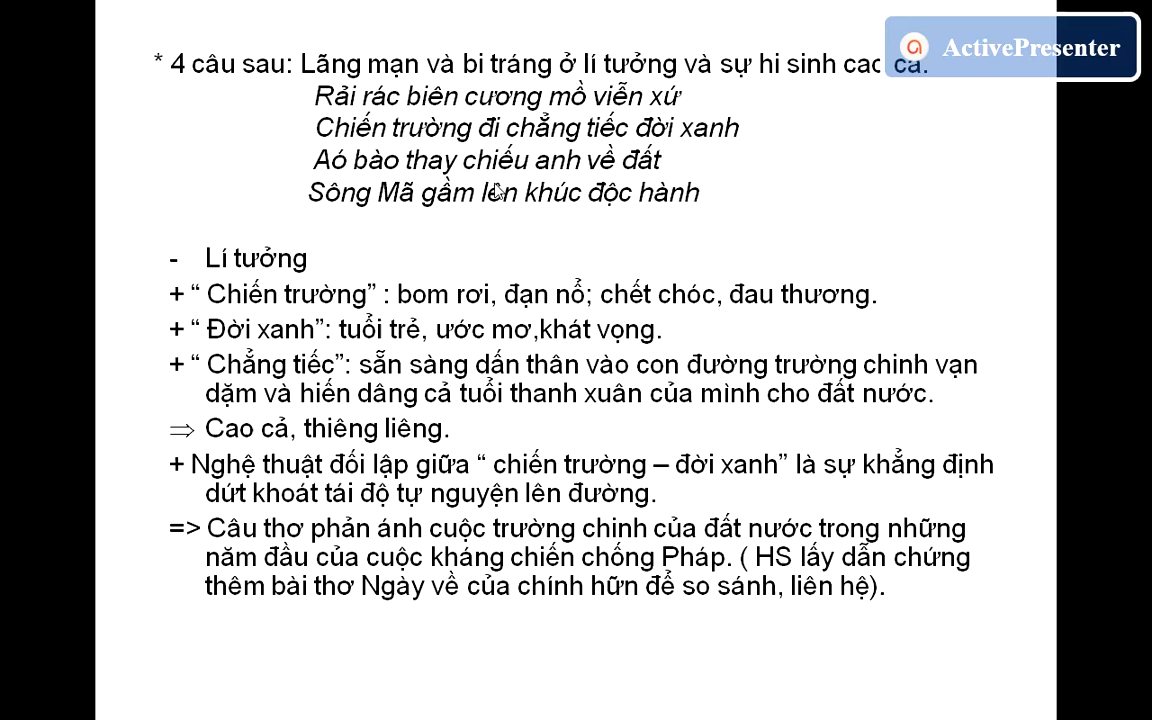 ActivePresenter
* 4 câu sau: Lãng mạn và bi tráng ở lí tưởng và sự hi sinh cao cả.
Rải rác biên cương mồ viễn xứ
Chiến trường đi chẳng tiếc đời xanh
Aó bào thay chiếu anh về đất
Sông Mã gầm lên khúc độc hành
- Lí tưởng
+ “ Chiến trường” : bom rơi, đạn nổ; chết chóc, đau thương.
+ “ Đời xanh”: tuổi trẻ, ước mơ,khát vọng.
+ “ Chẳng tiếc”: sẵn sàng dấn thân vào con đường trường chinh vạn
dặm và hiến dâng cả tuổi thanh xuân của mình cho đất nước.
⇒ Cao cả, thiêng liêng.
+ Nghệ thuật đối lập giữa “ chiến trường – đời xanh” là sự khẳng định
dứt khoát tái độ tự nguyện lên đường.
=> Câu thơ phản ánh cuộc trường chinh của đất nước trong những
năm đầu của cuộc kháng chiến chống Pháp. ( HS lấy dẫn chứng
thêm bài thơ Ngày về của chính hữn để so sánh, liên hệ).